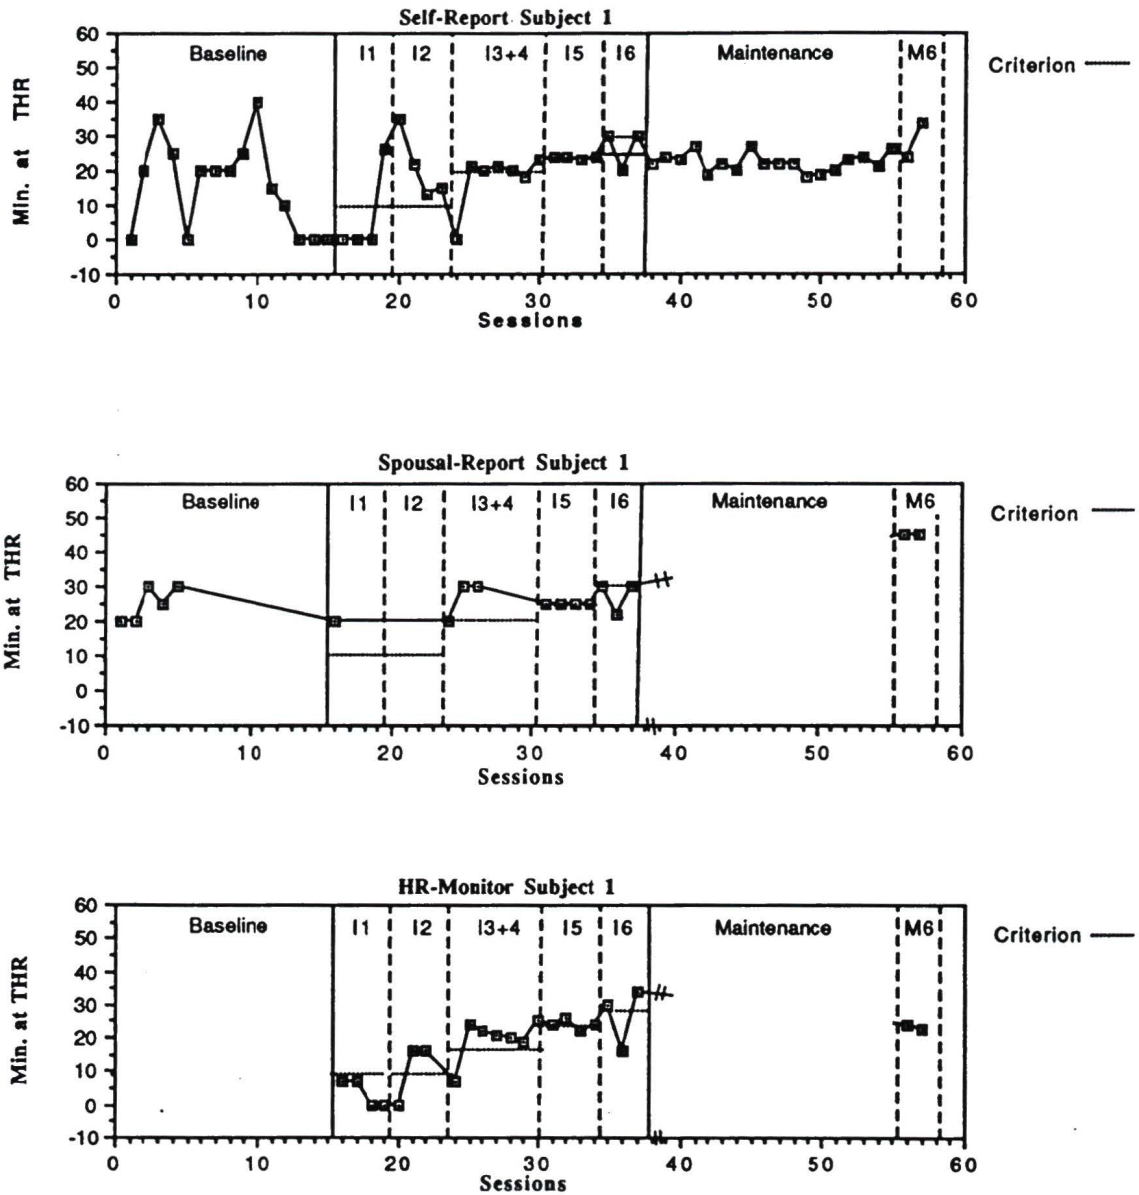 Self-Report Subject 1
60
50
40
30
20
10
0
-10
Min. at THR
Baseline I1 I2 I3+4 I5 I6 Maintenance M6
Criterion
0 10 20 30 40 50 60
Sessions
Spousal-Report Subject 1
60
50
40
30
20
10
0
-10
Min. at THR
Baseline I1 I2 I3+4 I5 I6 Maintenance M6
Criterion
0 10 20 30 40 50 60
Sessions
HR-Monitor Subject 1
60
50
40
30
20
10
0
-10
Min. at THR
Baseline I1 I2 I3+4 I5 I6 Maintenance M6
Criterion
0 10 20 30 40 50 60
Sessions